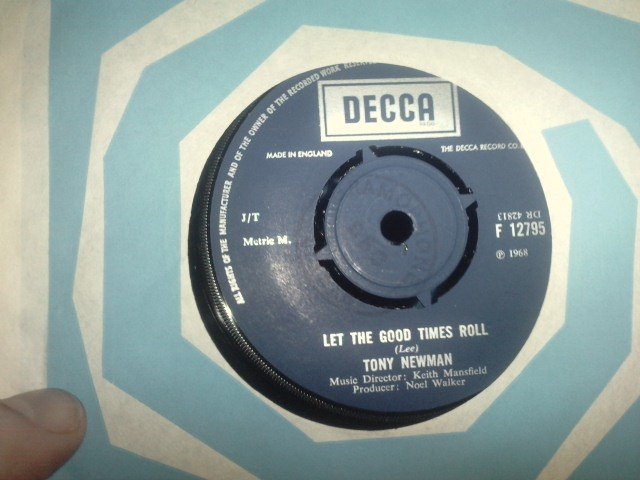 ALL RIGHTS OF THE MANUFACTURER AND OF THE OWNER OF THE RECORDED WORK
DECCA
MADE IN ENGLAND
THE DECCA RECORD CO.
J/T
Metric M.
DR 42813
F 12795
℗ 1968
LET THE GOOD TIMES ROLL
(Lee)
TONY NEWMAN
Music Director: Keith Mansfield
Producer: Noel Walker